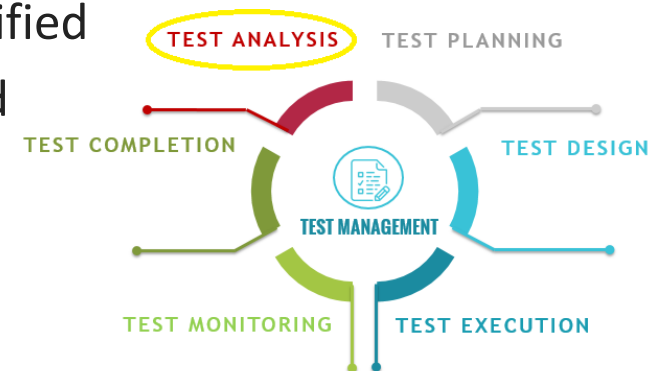 ified
TEST ANALYSIS
TEST PLANNING
d
TEST COMPLETION
TEST DESIGN
TEST MANAGEMENT
TEST MONITORING
TEST EXECUTION